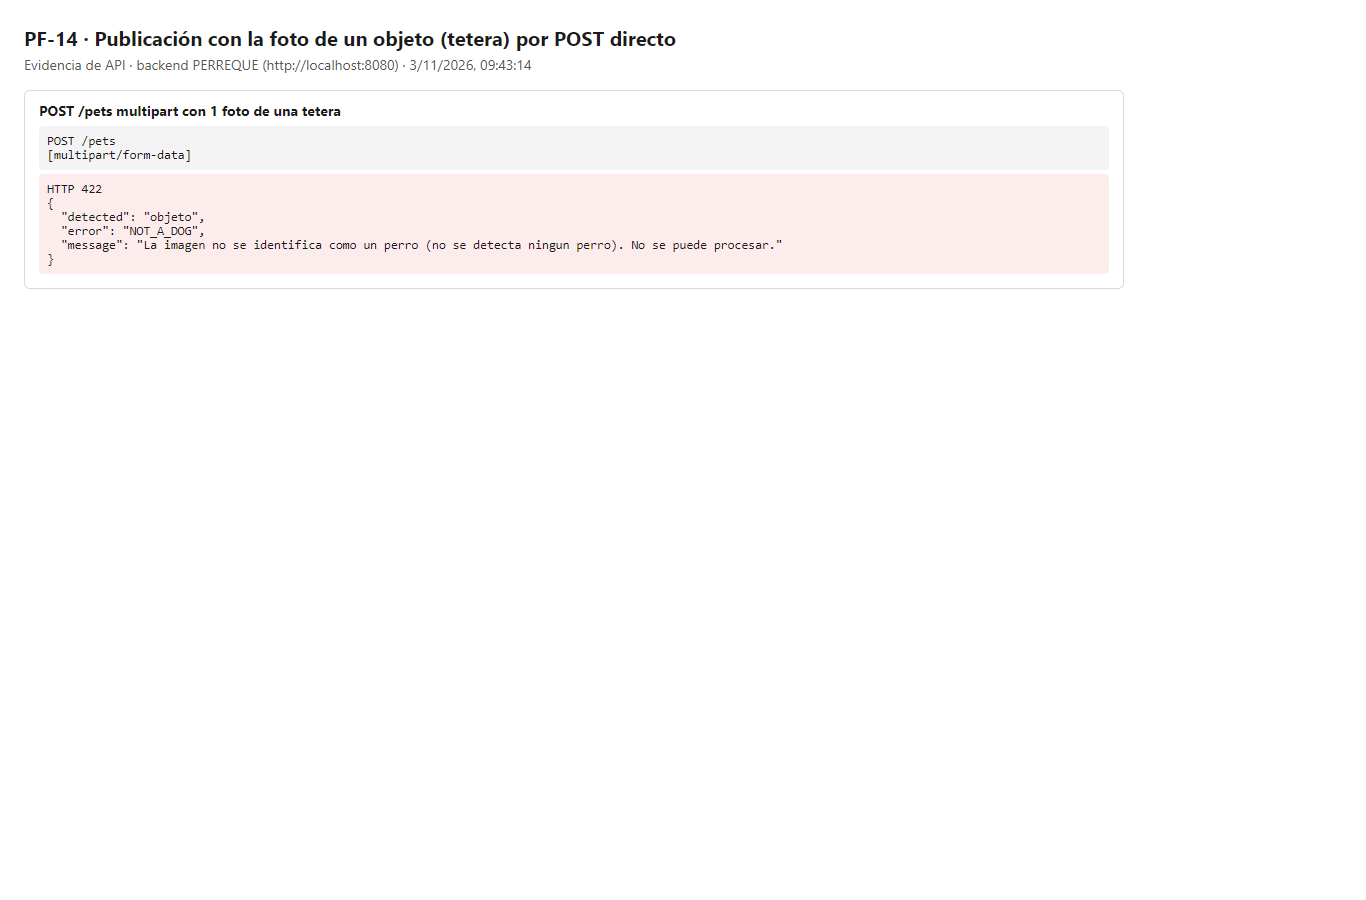 PF-14 · Publicación con la foto de un objeto (tetera) por POST directo
Evidencia de API · backend PERREQUE (http://localhost:8080) · 3/11/2026, 09:43:14
POST /pets multipart con 1 foto de una tetera
POST /pets
[multipart/form-data]
HTTP 422
{
  "detected": "objeto",
  "error": "NOT_A_DOG",
  "message": "La imagen no se identifica como un perro (no se detecta ningun perro). No se puede procesar."
}